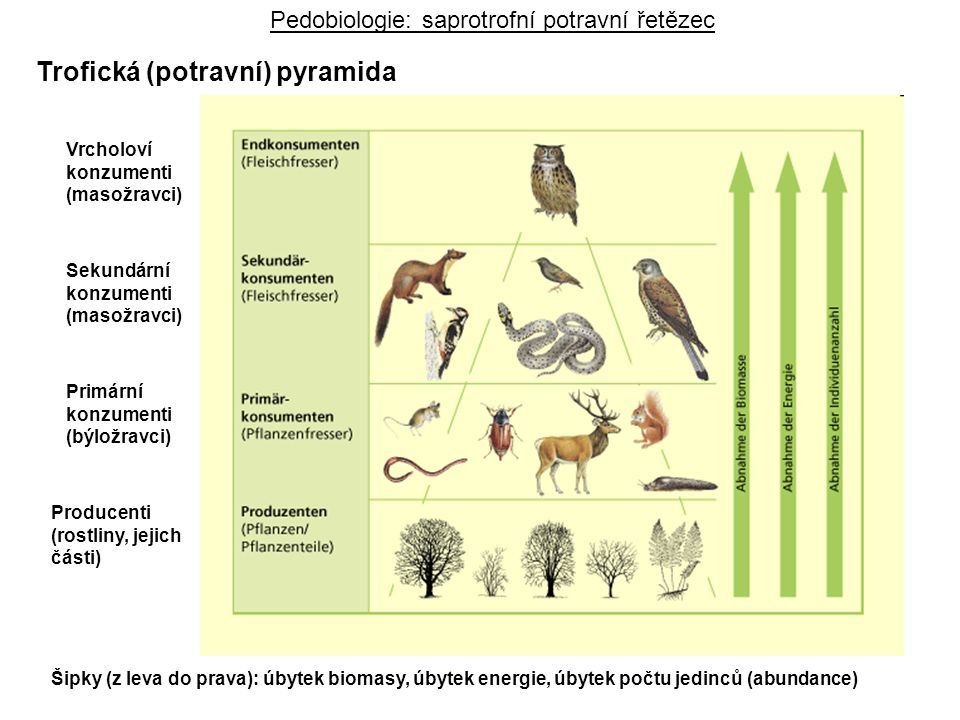 Pedobiologie: saprotrofní potravní řetězec
Trofická (potravní) pyramida
Vrcholoví
konzumenti
(masožravci)
Endkonsumenten
(Fleischfresser)
Sekundární
konzumenti
(masožravci)
Sekundär-
konsumenten
(Fleischfresser)
Primární
konzumenti
(býložravci)
Primär-
konsumenten
(Pflanzenfresser)
Producenti
(rostliny, jejich
části)
Produzenten
(Pflanzen/
Pflanzenteile)
Abnahme der Biomasse
Abnahme der Energie
Abnahme der Individuenanzahl
Šipky (z leva do prava): úbytek biomasy, úbytek energie, úbytek počtu jedinců (abundance)